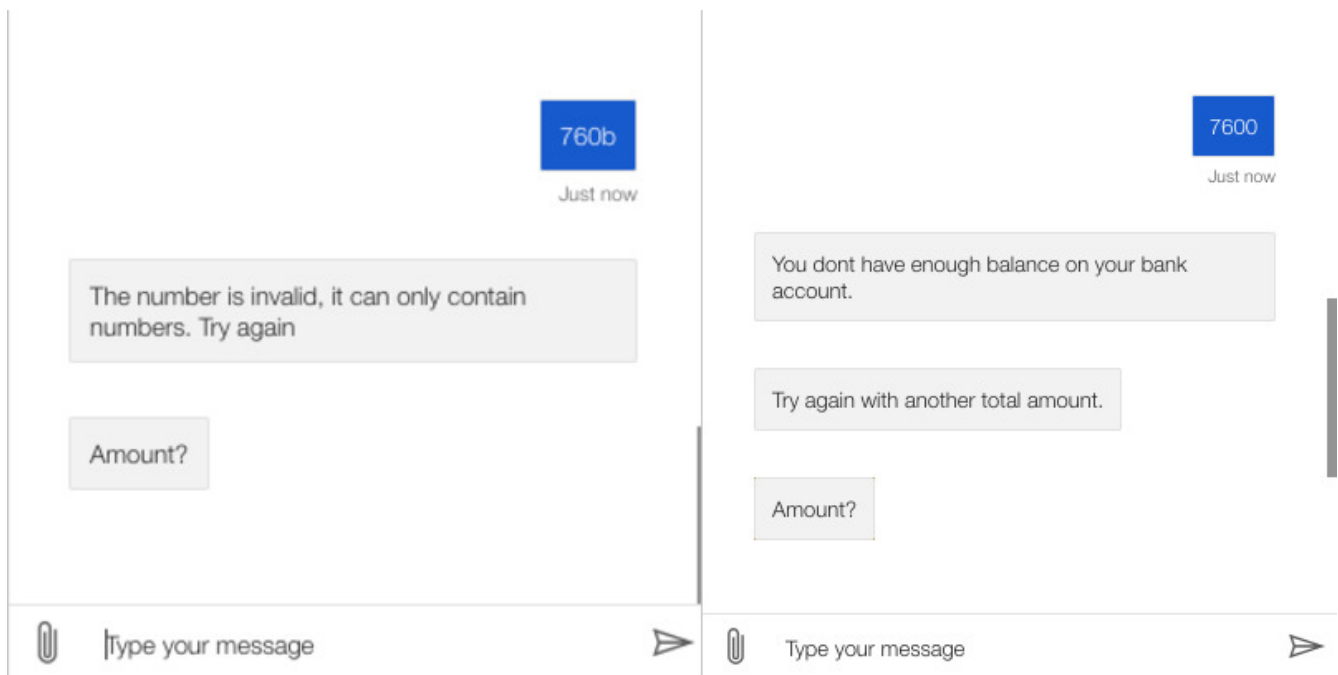 760b
Just now
The number is invalid, it can only contain
numbers. Try again
Amount?
Type your message
7600
Just now
You dont have enough balance on your bank
account.
Try again with another total amount.
Amount?
Type your message